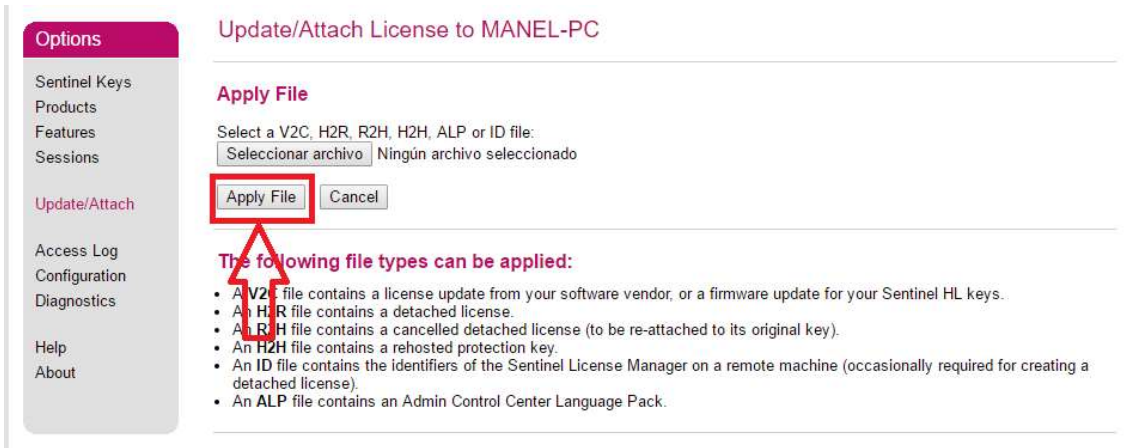 Options
Sentinel Keys
Products
Features
Sessions
Update/Attach
Access Log
Configuration
Diagnostics
Help
About
Update/Attach License to MANEL-PC
Apply File
Select a V2C, H2R, R2H, H2H, ALP or ID file:
Seleccionar archivo Ningún archivo seleccionado
Apply File Cancel
The following file types can be applied:
• A V2C file contains a license update from your software vendor, or a firmware update for your Sentinel HL keys.
• An H2R file contains a detached license.
• An R2H file contains a cancelled detached license (to be re-attached to its original key).
• An H2H file contains a rehosted protection key.
• An ID file contains the identifiers of the Sentinel License Manager on a remote machine (occasionally required for creating a
detached license).
• An ALP file contains an Admin Control Center Language Pack.